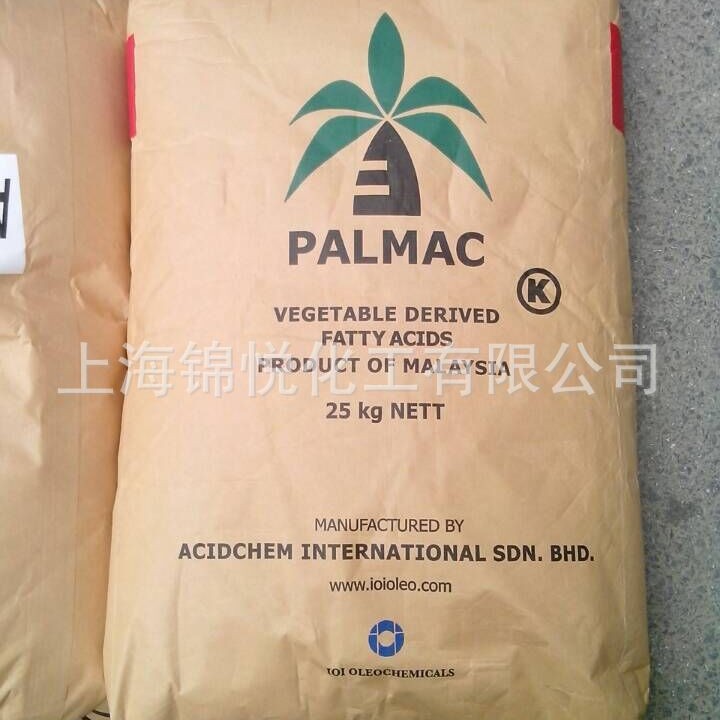 PALMAC
K
VEGETABLE DERIVED
FATTY ACIDS
PRODUCT OF MALAYSIA
上海锦悦化工有限公司
25 kg NETT
MANUFACTURED BY
ACIDCHEM INTERNATIONAL SDN. BHD.
www.ioioleo.com
IOI OLEOCHEMICALS